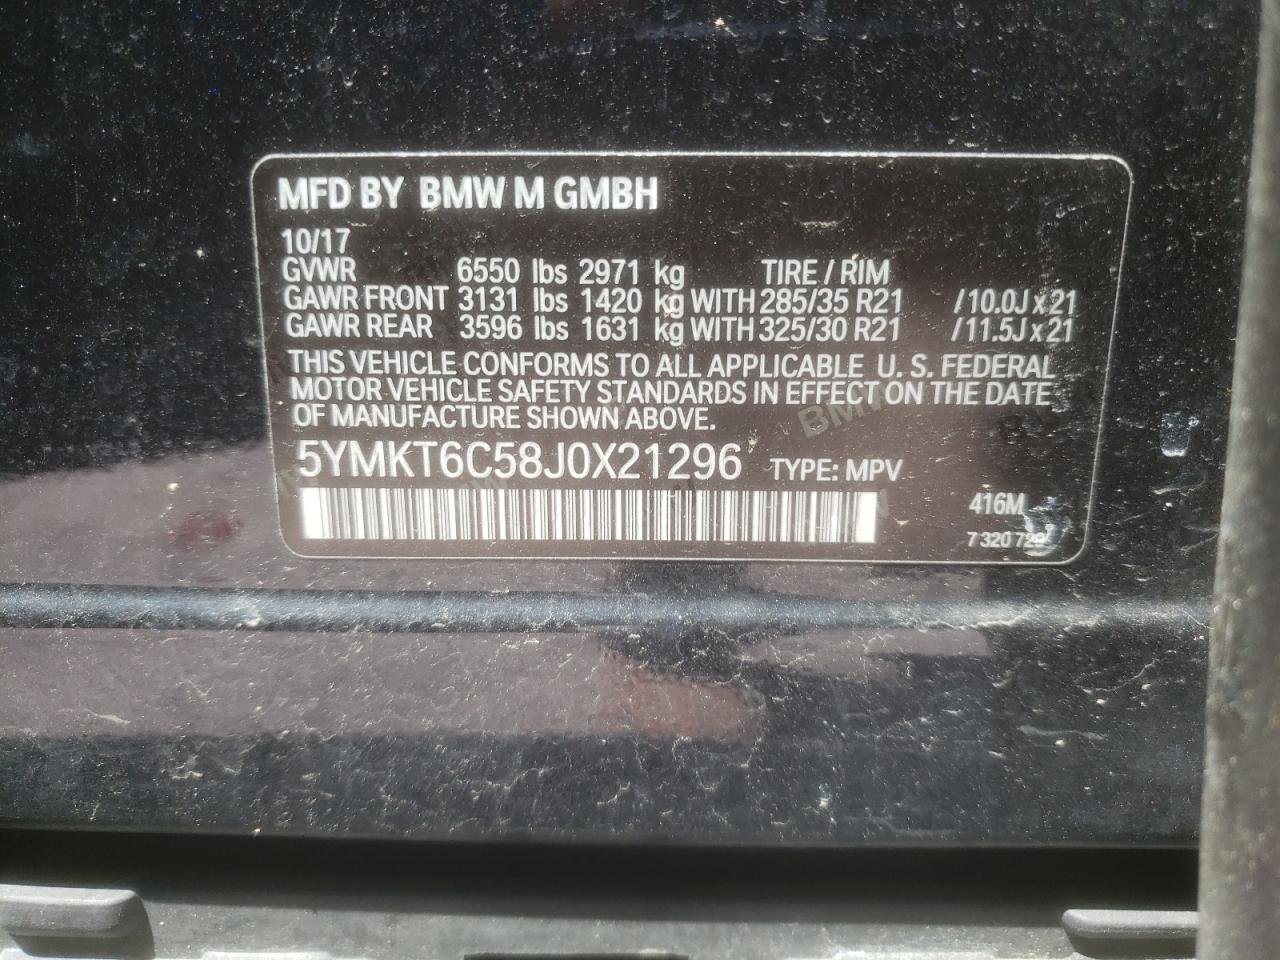 MFD BY BMW M GMBH
10/17
GVWR 6550 lbs 2971 kg TIRE / RIM
GAWR FRONT 3131 lbs 1420 kg WITH 285/35 R21 /10.0J x 21
GAWR REAR 3596 lbs 1631 kg WITH 325/30 R21 /11.5J x 21
THIS VEHICLE CONFORMS TO ALL APPLICABLE U. S. FEDERAL
MOTOR VEHICLE SAFETY STANDARDS IN EFFECT ON THE DATE
OF MANUFACTURE SHOWN ABOVE.
5YMKT6C58J0X21296 TYPE: MPV
416M
7 320